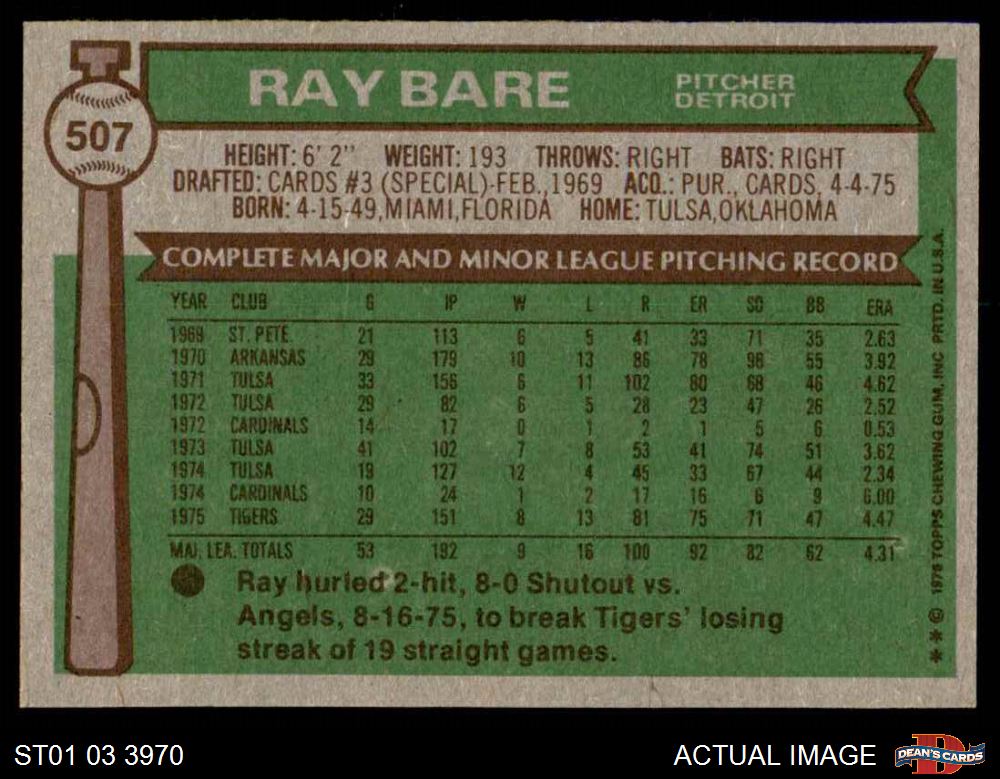 RAY BARE
PITCHER
DETROIT
507
HEIGHT: 6' 2" WEIGHT: 193 THROWS: RIGHT BATS: RIGHT
DRAFTED: CARDS #3 (SPECIAL)-FEB., 1969 ACQ.: PUR., CARDS, 4-4-75
BORN: 4-15-49, MIAMI, FLORIDA HOME: TULSA, OKLAHOMA
COMPLETE MAJOR AND MINOR LEAGUE PITCHING RECORD
YEAR CLUB G IP W L R ER SO BB ERA
1969 ST. PETE. 21 113 6 5 41 33 71 35 2.63
1970 ARKANSAS 29 179 10 13 86 78 98 55 3.92
1971 TULSA 33 156 6 11 102 80 68 46 4.62
1972 TULSA 29 82 6 5 28 23 47 26 2.52
1972 CARDINALS 14 17 0 1 2 1 5 6 0.53
1973 TULSA 41 102 7 8 53 41 74 51 3.62
1974 TULSA 19 127 12 4 45 33 67 44 2.34
1974 CARDINALS 10 24 1 2 17 16 6 9 6.00
1975 TIGERS 29 151 8 13 81 75 71 47 4.47
MAJ. LEA. TOTALS 53 192 9 16 100 92 82 62 4.31
Ray hurled 2-hit, 8-0 Shutout vs.
Angels, 8-16-75, to break Tigers' losing
streak of 19 straight games.
** © 1976 TOPPS CHEWING GUM, INC PRTD. IN U.S.A.
ST01 03 3970
ACTUAL IMAGE
DEAN'S CARDS